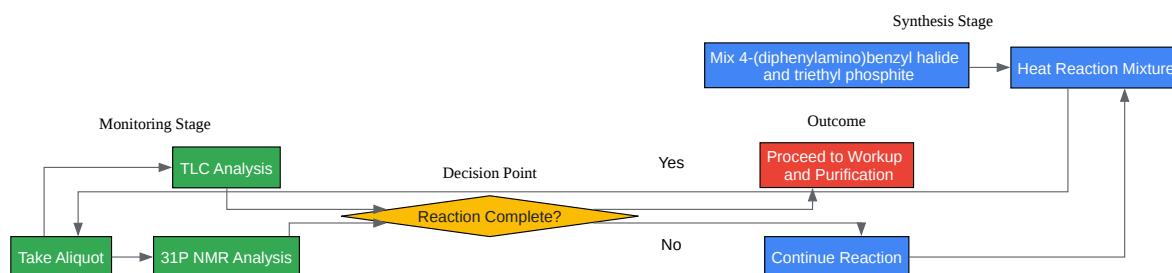 Synthesis Stage
Mix 4-(diphenylamino)benzyl halide
and triethyl phosphite
Heat Reaction Mixture
Monitoring Stage
Outcome
TLC Analysis
Yes
Proceed to Workup
and Purification
Decision Point
Reaction Complete?
No
Take Aliquot
31P NMR Analysis
Continue Reaction